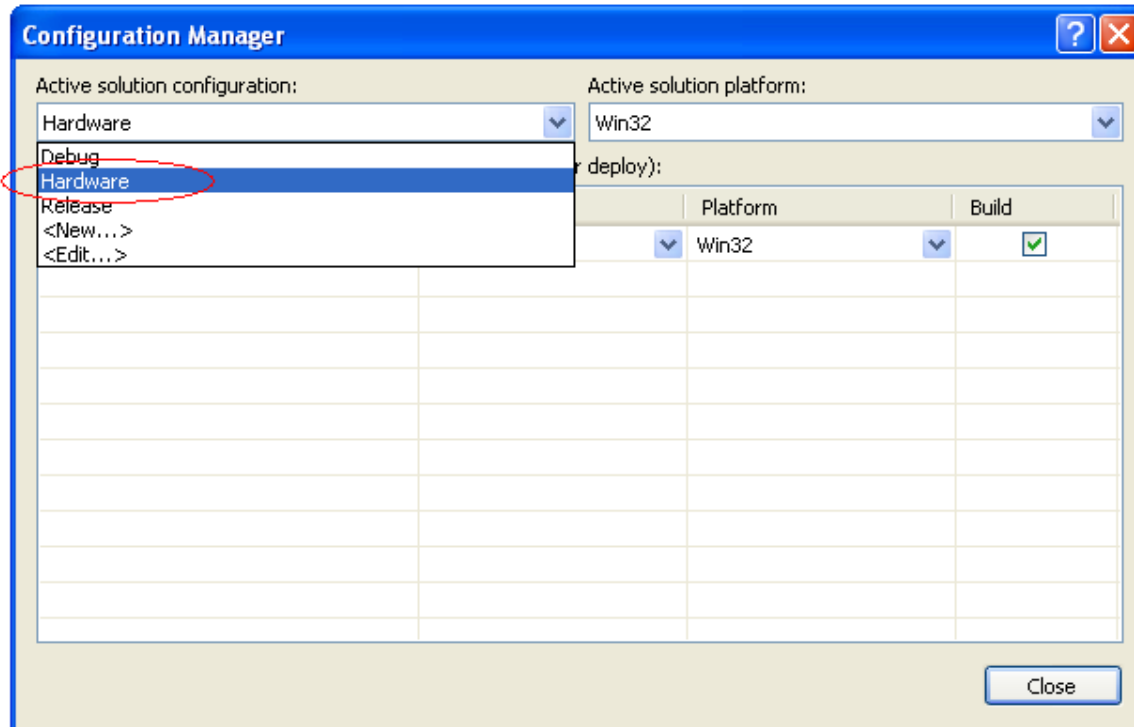 Configuration Manager
Active solution configuration: Active solution platform:
Hardware Win32
Debug
r deploy):
Hardware
Release
Platform Build
<New...>
Win32
<Edit...>
Close